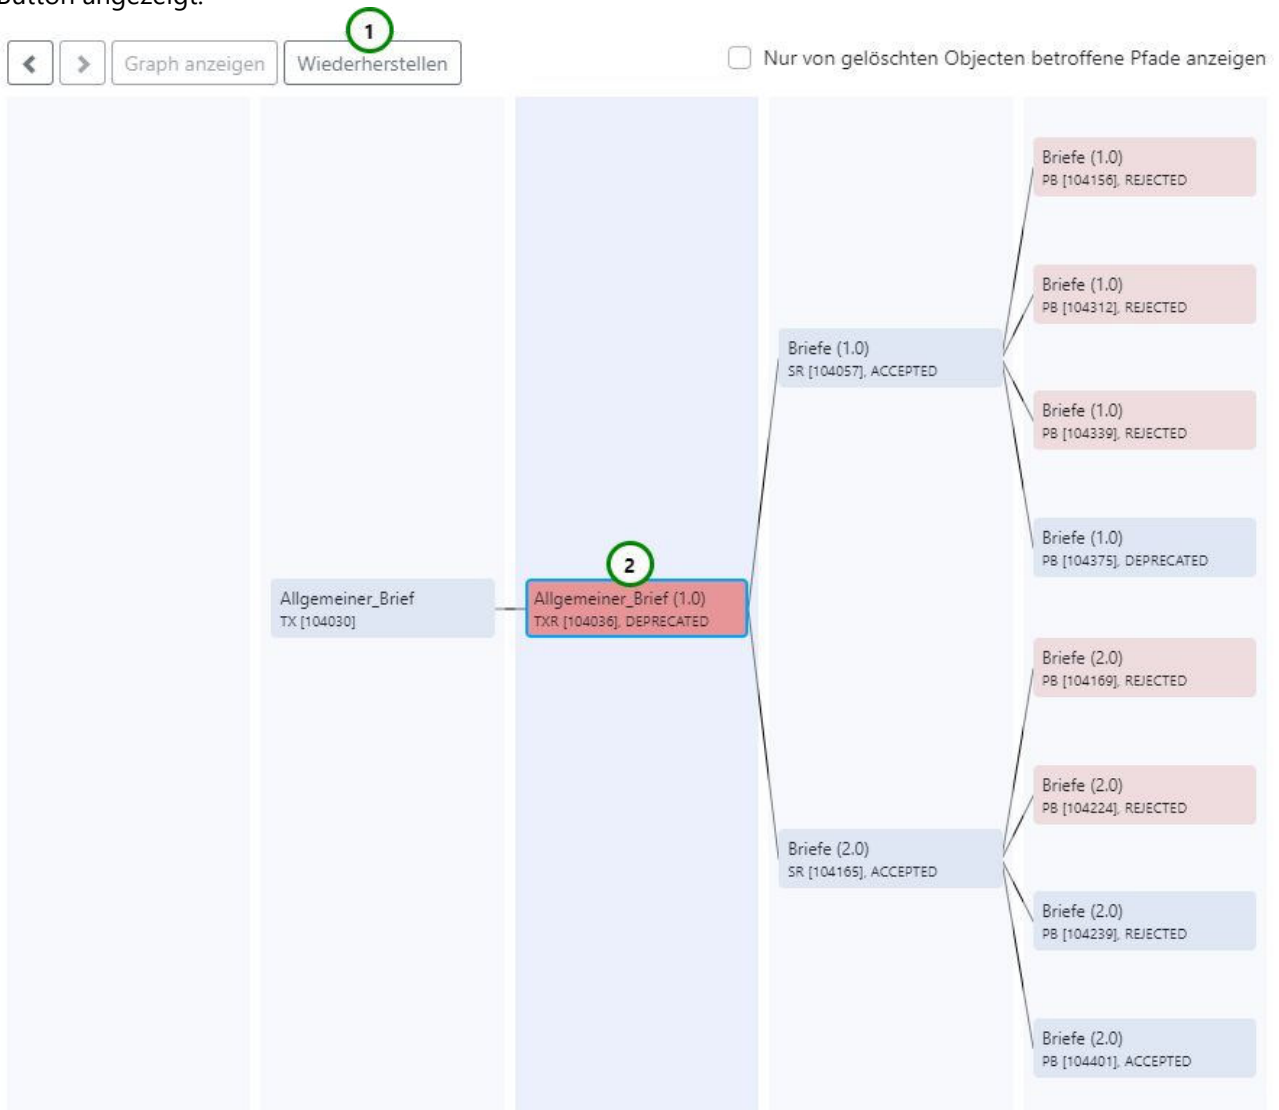 Button angezeigt.
1
Graph anzeigen
Wiederherstellen
Nur von gelöschten Objecten betroffene Pfade anzeigen
Briefe (1.0)
PB [104156], REJECTED
Briefe (1.0)
PB [104312], REJECTED
Briefe (1.0)
SR [104057], ACCEPTED
Briefe (1.0)
PB [104339], REJECTED
Briefe (1.0)
PB [104375], DEPRECATED
2
Allgemeiner_Brief
TX [104030]
Allgemeiner_Brief (1.0)
TXR [104036], DEPRECATED
Briefe (2.0)
PB [104169], REJECTED
Briefe (2.0)
PB [104224], REJECTED
Briefe (2.0)
SR [104165], ACCEPTED
Briefe (2.0)
PB [104239], REJECTED
Briefe (2.0)
PB [104401], ACCEPTED